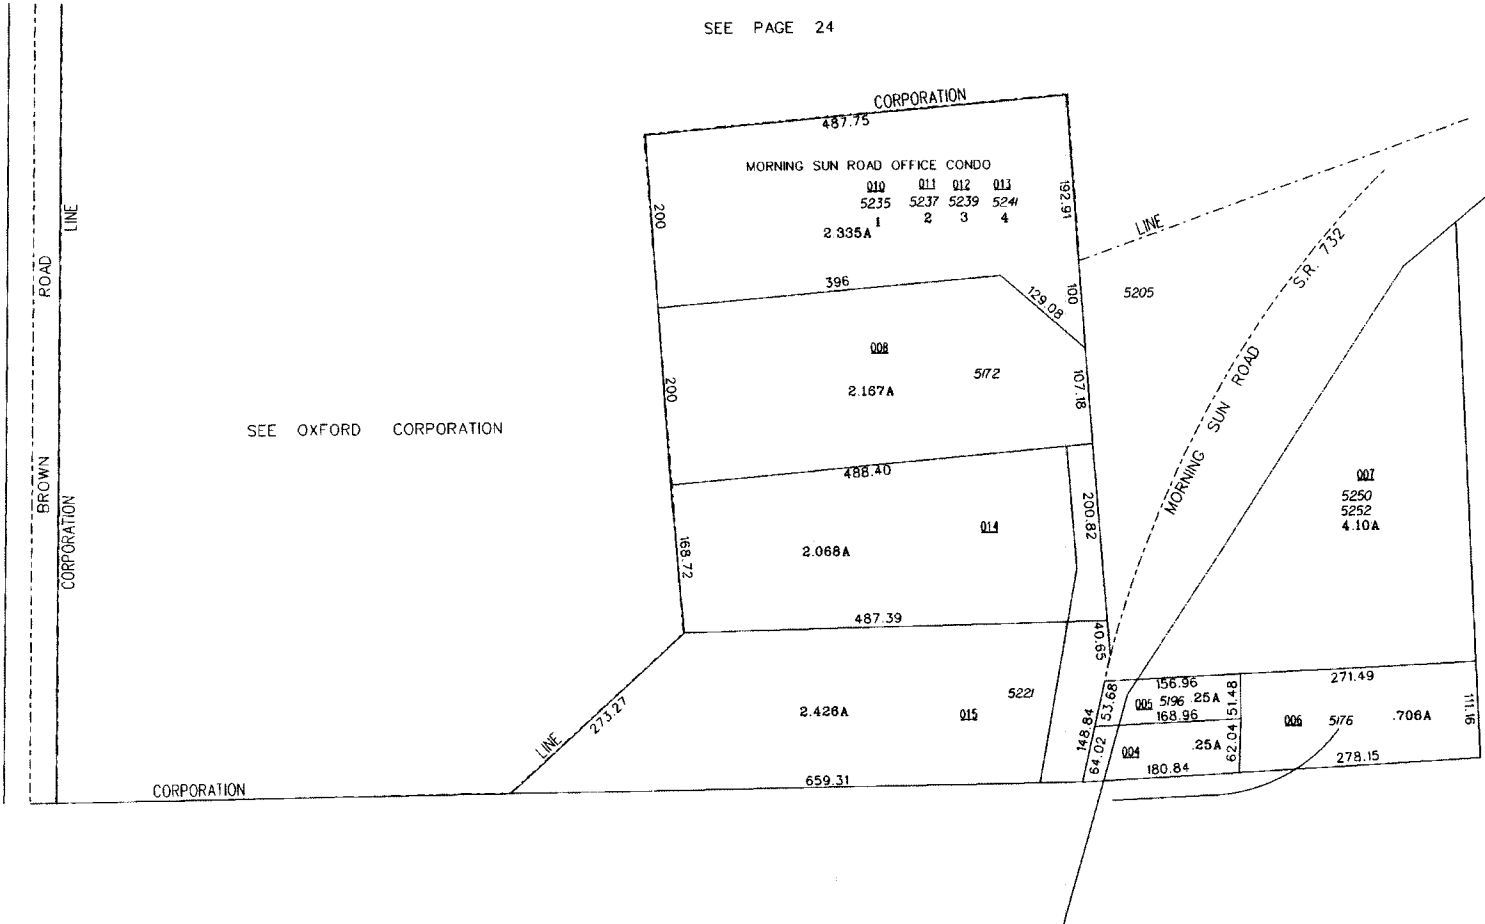 SEE PAGE 24
CORPORATION
487.75
MORNING SUN ROAD OFFICE CONDO
010 011 012 013
5235 5237 5239 5241
1 2 3 4
2.335A
200
192.91
LINE
LINE
ROAD
396
129.08
100
5205
S.R. 732
008
5172
2.167A
200
107.18
MORNING SUN ROAD
SEE OXFORD CORPORATION
BROWN
CORPORATION
488.40
007
5250
5252
4.10A
200.82
014
2.068A
168.72
487.39
40.65
273.27
LINE
5221
2.426A
015
148.84
53.68
156.96
005 5196 .25A
168.96
51.48
271.49
006 5176 .706A
111.16
64.02
004
.25A
62.04
180.84
278.15
659.31
CORPORATION